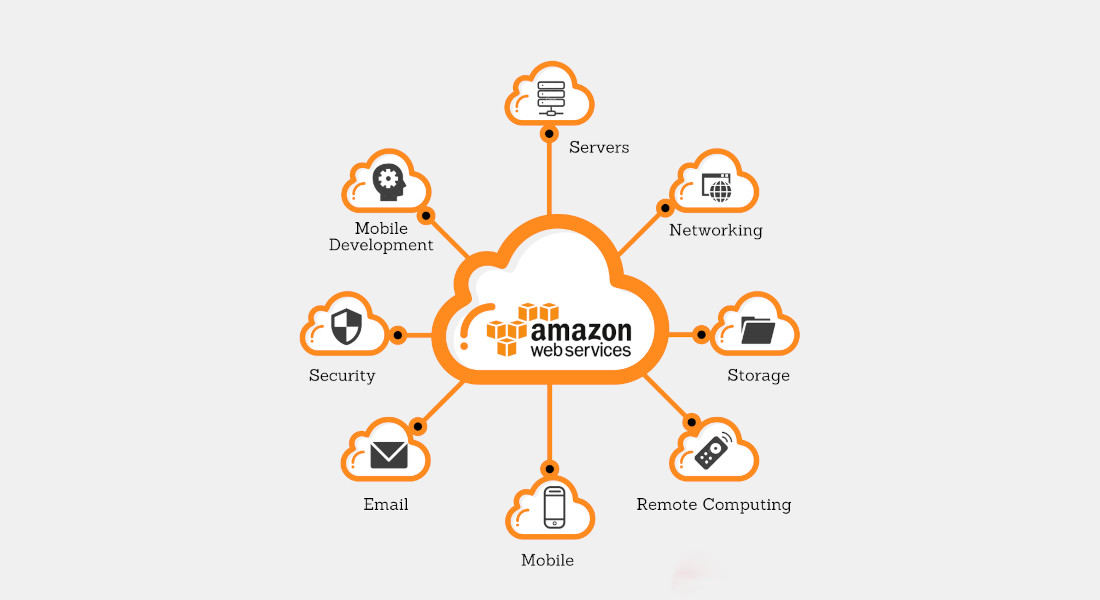 Servers
Mobile
Development
Networking
amazon
web services
Security
Storage
Email
Remote Computing
Mobile